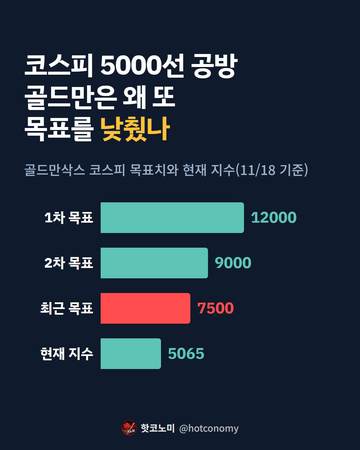 코스피 5000선 공방
골드만은 왜 또
목표를 낮췄나
골드만삭스 코스피 목표치와 현재 지수(11/18 기준)
1차 목표 12000
2차 목표 9000
최근 목표 7500
현재 지수 5065
핫코노미 @hotconomy